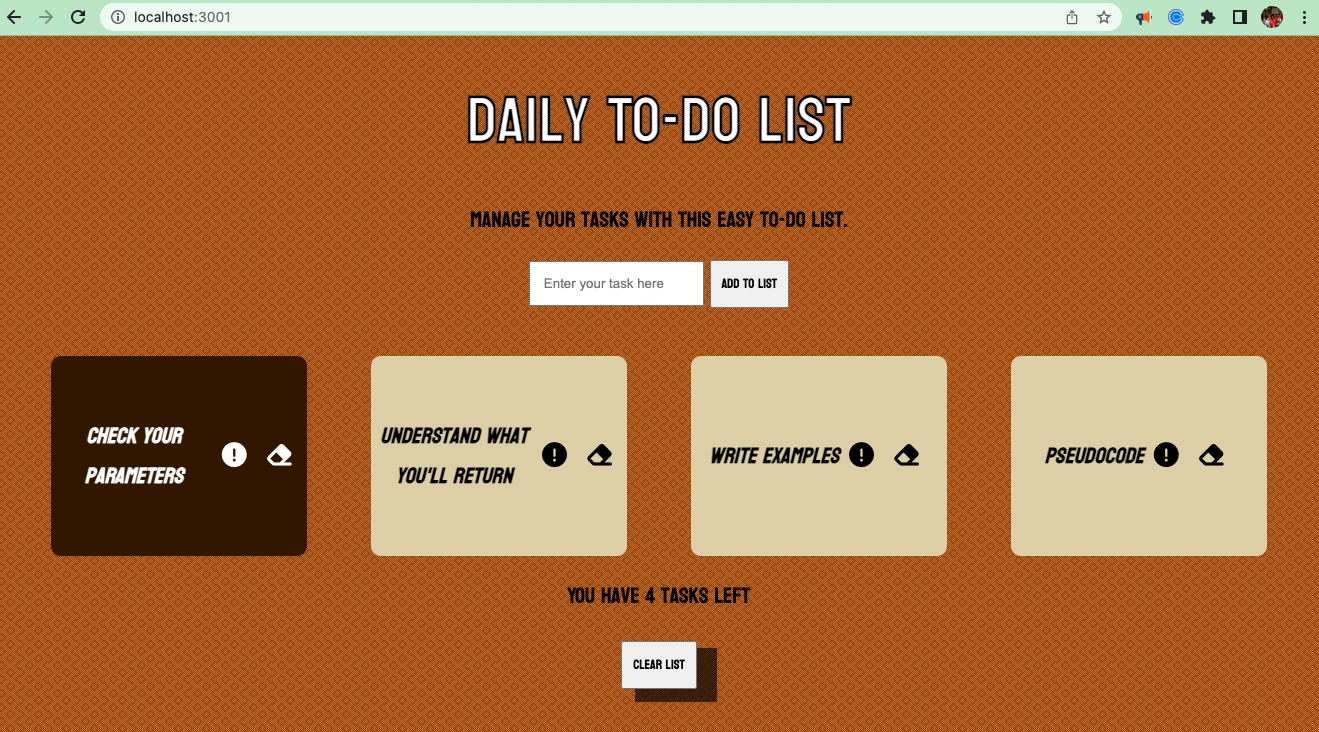 localhost:3001
DAILY TO-DO LIST
MANAGE YOUR TASKS WITH THIS EASY TO-DO LIST.
Enter your task here
ADD TO LIST
CHECK YOUR
PARAMETERS
UNDERSTAND WHAT
YOU'LL RETURN
WRITE EXAMPLES
PSEUDOCODE
YOU HAVE 4 TASKS LEFT
CLEAR LIST